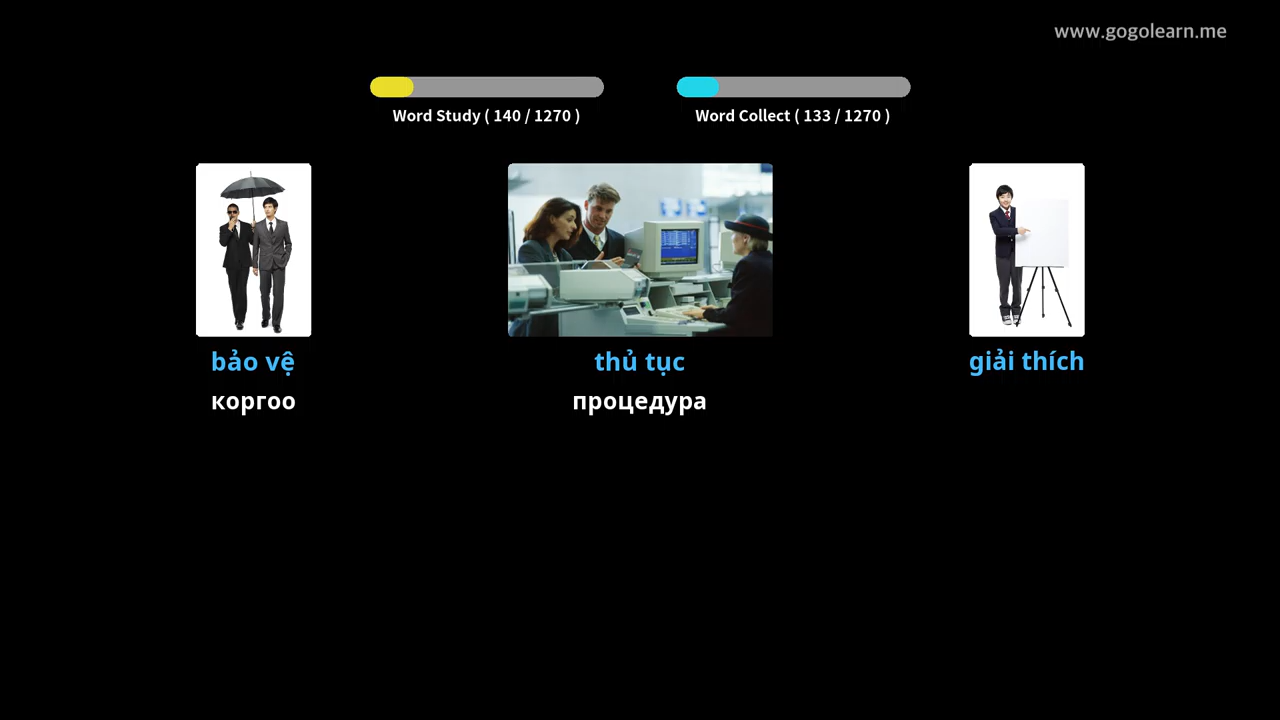 www.gogolearn.me
Word Study ( 140 / 1270 )
Word Collect ( 133 / 1270 )
bảo vệ
thủ tục
giải thích
коргоо
процедура